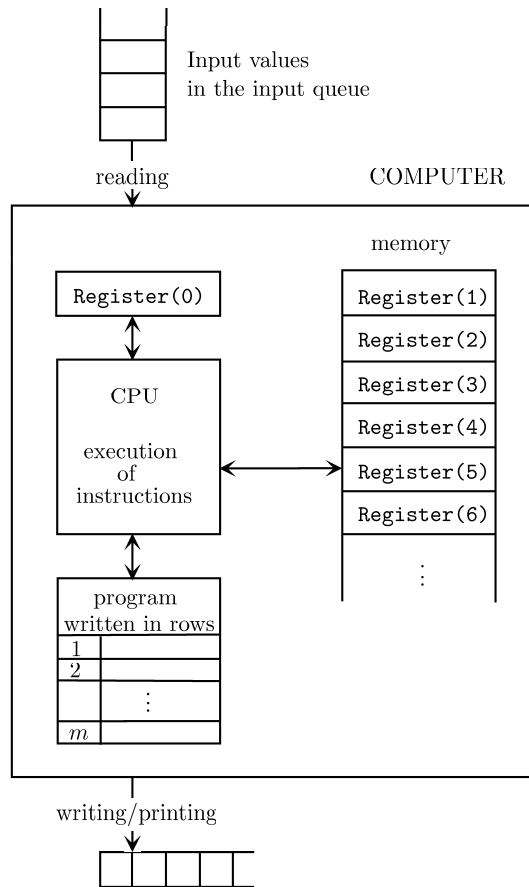 Input values
in the input queue
reading
COMPUTER
memory
Register(0)
Register(1)
Register(2)
Register(3)
Register(4)
Register(5)
Register(6)
⋮
CPU
execution
of
instructions
program
written in rows
1
2
⋮
m
writing/printing